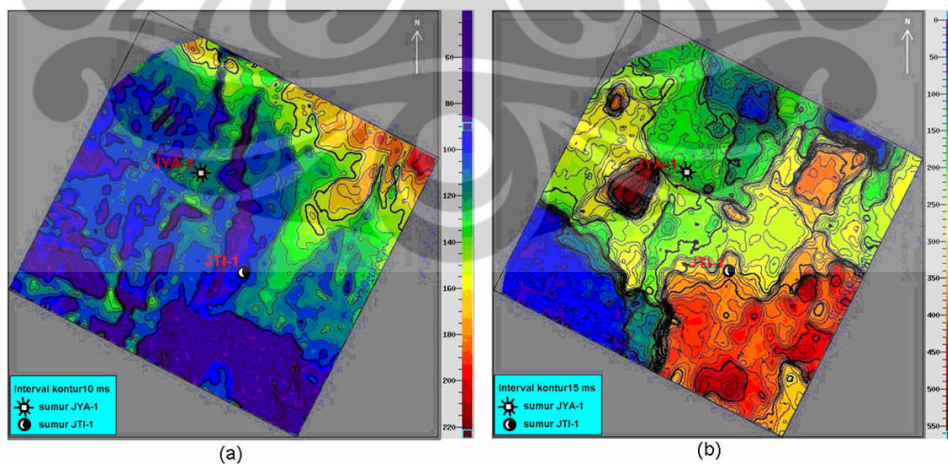 N
60
80
100
120
140
160
180
200
220
JYA-1
JTI-1
Interval kontur10 ms
sumur JYA-1
sumur JTI-1
(a)
N
0
50
100
150
200
250
300
350
400
450
500
550
JYA-1
JTI-1
Interval kontur15 ms
sumur JYA-1
sumur JTI-1
(b)